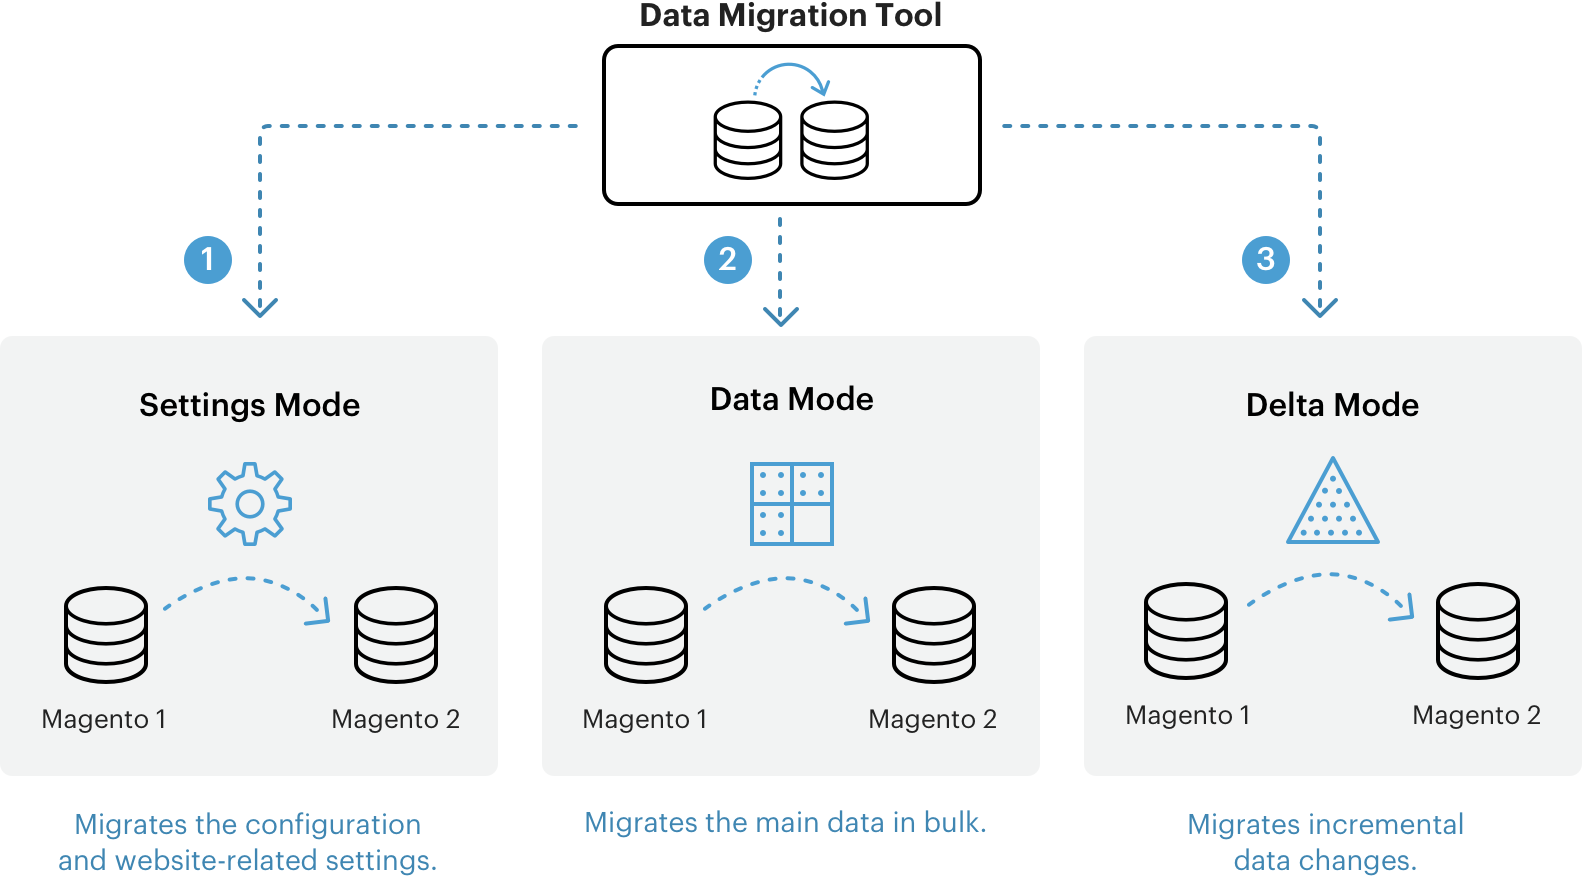 Data Migration Tool
1
2
3
Settings Mode
Magento 1
Magento 2
Migrates the configuration
and website-related settings.
Data Mode
Magento 1
Magento 2
Migrates the main data in bulk.
Delta Mode
Magento 1
Magento 2
Migrates incremental
data changes.